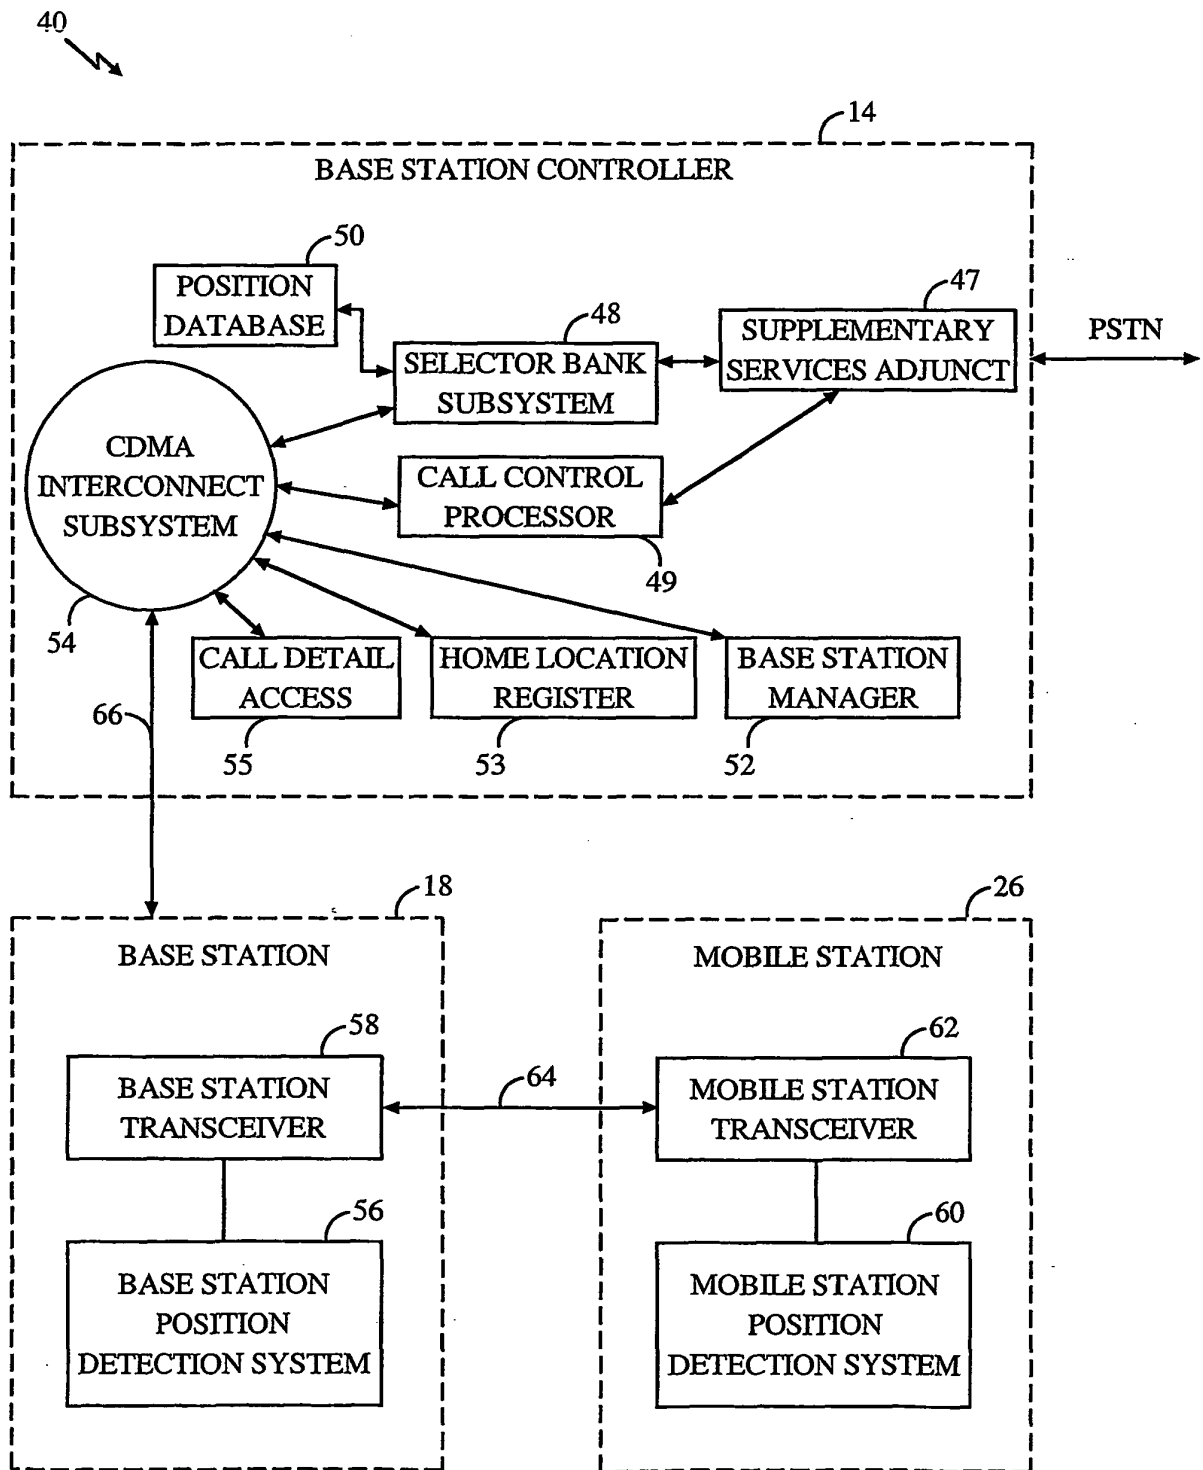 40
14
BASE STATION CONTROLLER
50
POSITION
DATABASE
48
SELECTOR BANK
SUBSYSTEM
47
SUPPLEMENTARY
SERVICES ADJUNCT
PSTN
CDMA
INTERCONNECT
SUBSYSTEM
54
CALL CONTROL
PROCESSOR
49
CALL DETAIL
ACCESS
55
HOME LOCATION
REGISTER
53
BASE STATION
MANAGER
52
66
18
BASE STATION
58
BASE STATION
TRANSCEIVER
56
BASE STATION
POSITION
DETECTION SYSTEM
64
26
MOBILE STATION
62
MOBILE STATION
TRANSCEIVER
60
MOBILE STATION
POSITION
DETECTION SYSTEM